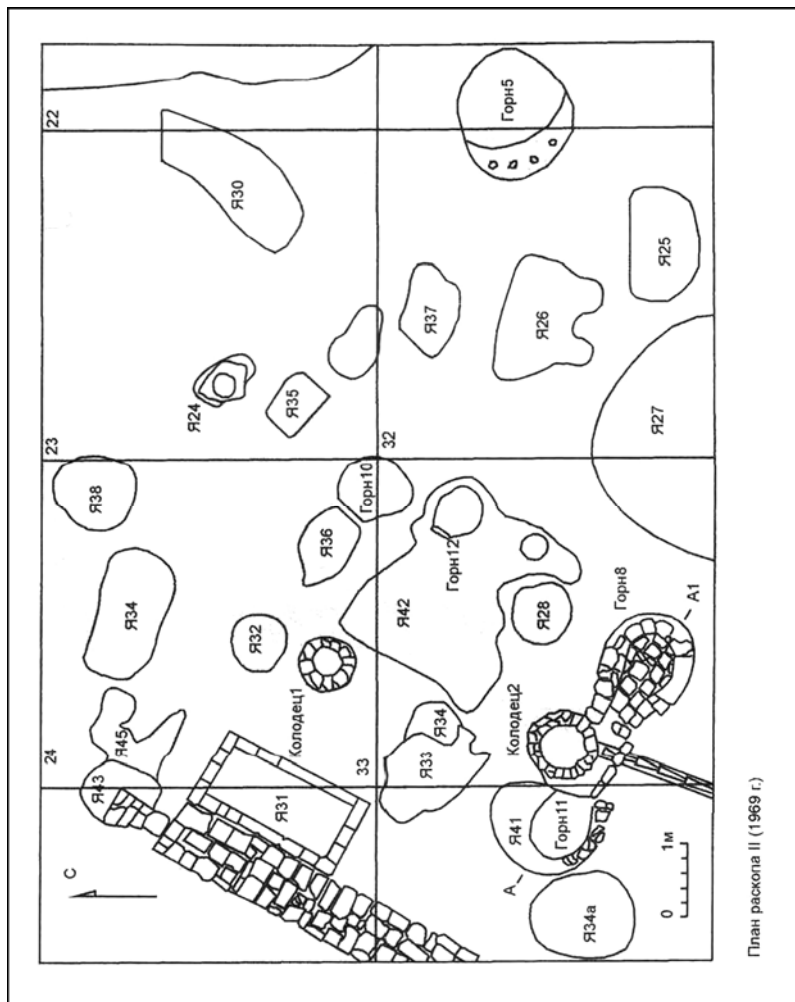 22
Горн5
Я30
Я25
Я37
Я26
Я24
Я35
Я27
23
32
Я38
Горн10
Я36
Горн12
Я34
Я42
Горн8
А1
Я32
Я28
Колодец1
Колодец2
Я45
Я34
Я33
24
33
Я43
Я31
Я41
Горн11
С
А
Я34а
0 1м
План раскопа II (1969 г.)